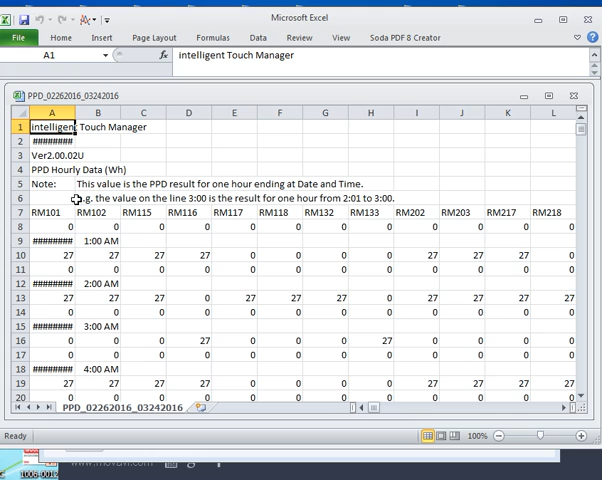 Microsoft Excel
File Home Insert Page Layout Formulas Data Review View Soda PDF 8 Creator
A1 fx intelligent Touch Manager
PPD_02262016_03242016
A B C D E F G H I J K L
1 intelligent Touch Manager
2 ########
3 Ver2.00.02U
4 PPD Hourly Data (Wh)
5 Note: This value is the PPD result for one hour ending at Date and Time.
6 .g. the value on the line 3:00 is the result for one hour from 2:01 to 3:00.
7 RM101 RM102 RM115 RM116 RM117 RM118 RM132 RM133 RM202 RM203 RM217 RM218
8 0 0 0 0 0 0 0 0 0 0 0 0
9 ######## 1:00 AM
10 27 27 27 27 0 0 0 0 27 27 27 0
11 0 0 0 0 0 0 0 0 0 0 0 0
12 ######## 2:00 AM
13 27 27 27 0 27 27 27 0 27 27 27 27
14 0 0 0 0 0 0 0 0 0 0 0 0
15 ######## 3:00 AM
16 0 0 0 27 0 0 0 27 0 0 0 0
17 0 0 0 0 0 0 0 0 0 0 0 0
18 ######## 4:00 AM
19 27 27 27 27 0 0 0 0 27 27 27 27
20 0 0 0 0 0 0 0 0 0 0 0 0
PPD_02262016_03242016
Ready 100%
www.movavi.com